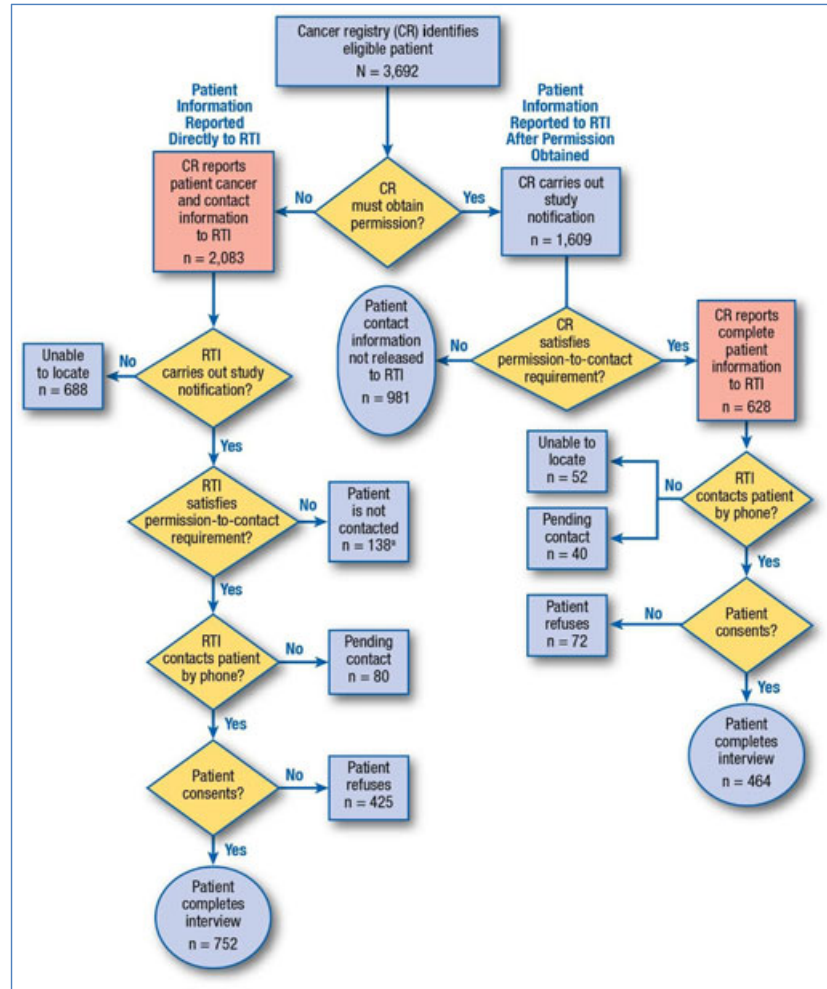 Cancer registry (CR) identifies
eligible patient
N = 3,692
Patient
Information
Reported
Directly to RTI
Patient
Information
Reported to RTI
After Permission
Obtained
CR reports
patient cancer
and contact
information
to RTI
n = 2,083
No
CR
must obtain
permission?
Yes
CR carries out
study
notification
n = 1,609
Unable
to locate
n = 688
No
RTI
carries out study
notification?
Yes
Patient
contact
information
not released
to RTI
n = 981
No
CR
satisfies
permission-to-contact
requirement?
Yes
CR reports
complete
patient
information
to RTI
n = 628
RTI
satisfies
permission-to-contact
requirement?
No
Patient
is not
contacted
n = 138ª
Yes
Unable to
locate
n = 52
Pending
contact
n = 40
No
RTI
contacts patient
by phone?
Yes
RTI
contacts patient
by phone?
No
Pending
contact
n = 80
Yes
Patient
refuses
n = 72
No
Patient
consents?
Yes
Patient
completes
interview
n = 464
Patient
consents?
No
Patient
refuses
n = 425
Yes
Patient
completes
interview
n = 752